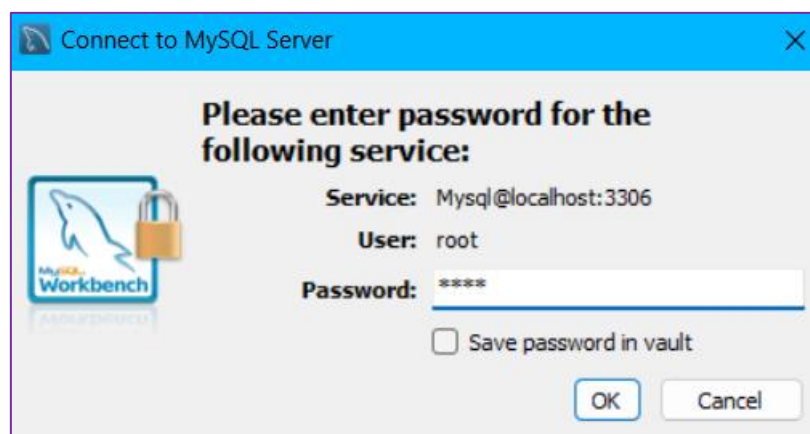 Connect to MySQL Server
Please enter password for the
following service:
Service: Mysql@localhost:3306
User: root
Password: ****
Save password in vault
OK Cancel
MySQL
Workbench